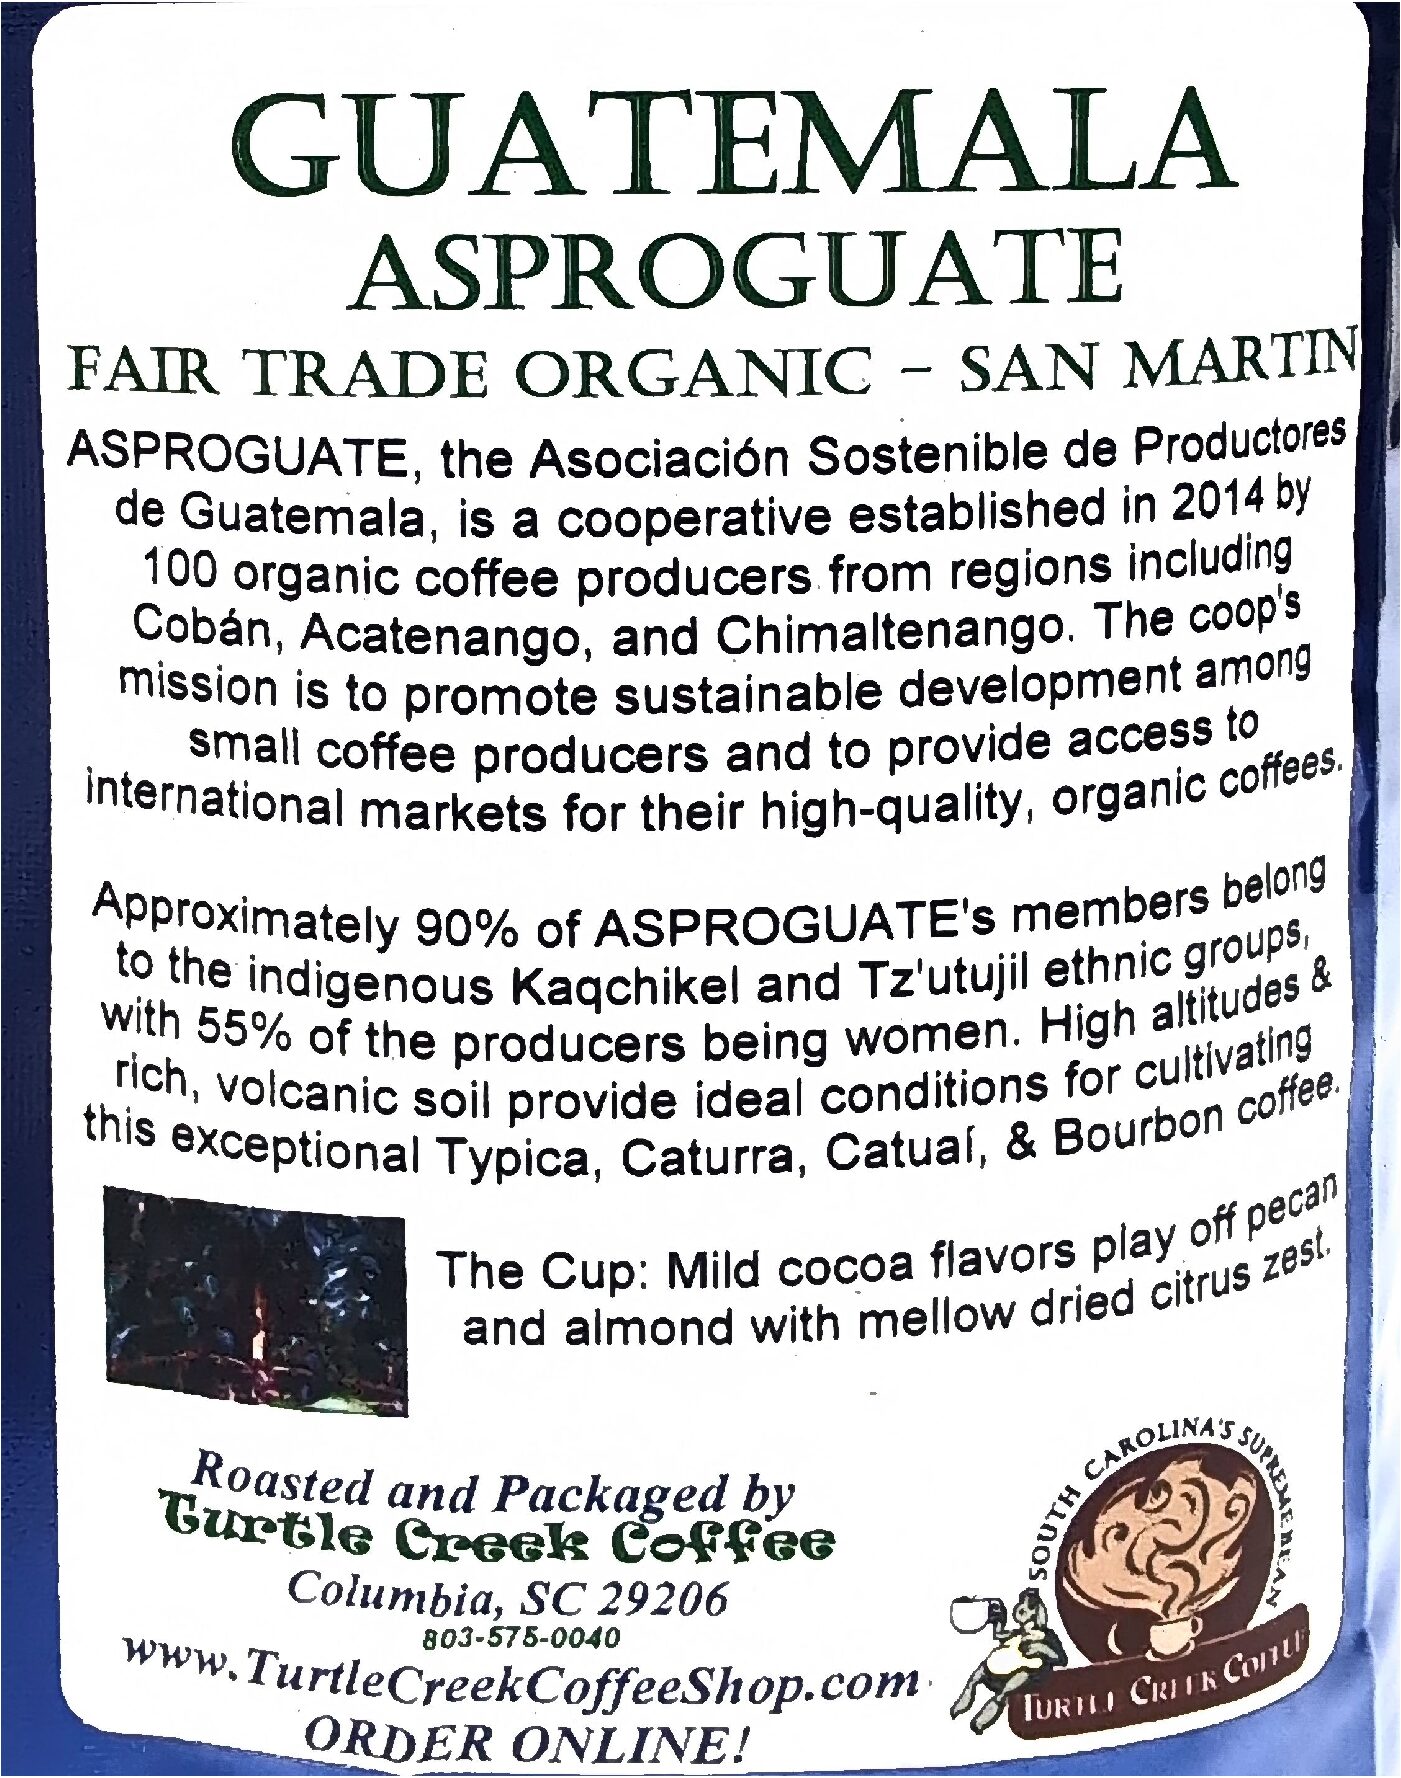 GUATEMALA
ASPROGUATE
FAIR TRADE ORGANIC – SAN MARTIN
ASPROGUATE, the Asociación Sostenible de Productores
de Guatemala, is a cooperative established in 2014 by
100 organic coffee producers from regions including
Cobán, Acatenango, and Chimaltenango. The coop's
mission is to promote sustainable development among
small coffee producers and to provide access to
international markets for their high-quality, organic coffees.
Approximately 90% of ASPROGUATE's members belong
to the indigenous Kaqchikel and Tz'utujil ethnic groups,
with 55% of the producers being women. High altitudes &
rich, volcanic soil provide ideal conditions for cultivating
this exceptional Typica, Caturra, Catuaí, & Bourbon coffee.
The Cup: Mild cocoa flavors play off pecan
and almond with mellow dried citrus zest.
Roasted and Packaged by
Turtle Creek Coffee
Columbia, SC 29206
803-575-0040
www.TurtleCreekCoffeeShop.com
ORDER ONLINE!
SOUTH CAROLINA'S SUPREMEBEAN
TURTLE CREEK COFFEE